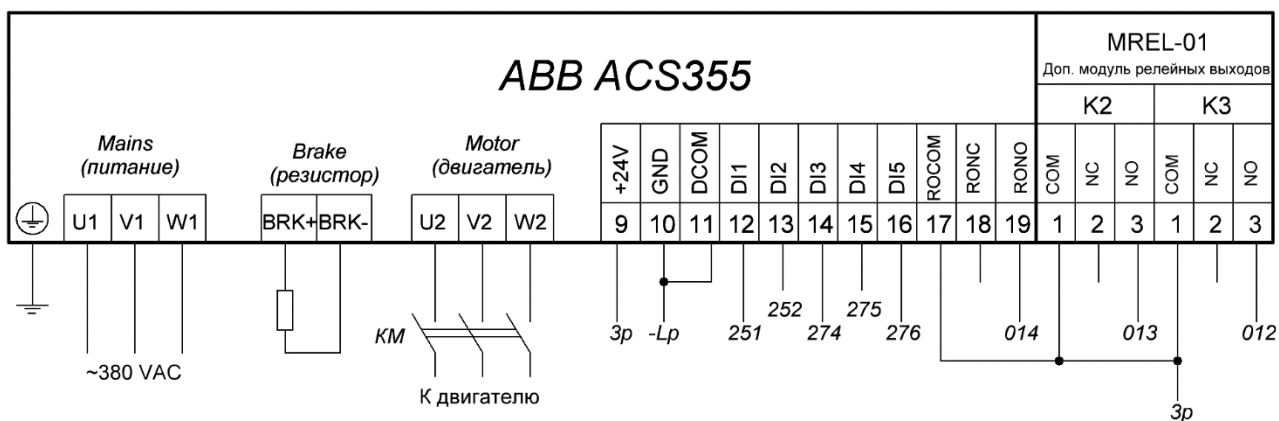 ABB ACS355
MREL-01
Доп. модуль релейных выходов
K2 K3
Mains
(питание)
Brake
(резистор)
Motor
(двигатель)
+24V GND DCOM DI1 DI2 DI3 DI4 DI5 ROCOM RONC RONO COM NC NO COM NC NO
U1 V1 W1 BRK+ BRK- U2 V2 W2 9 10 11 12 13 14 15 16 17 18 19 1 2 3 1 2 3
КМ
3p -Lp 251 252 274 275 276 014 013 012
~380 VAC
К двигателю
3p